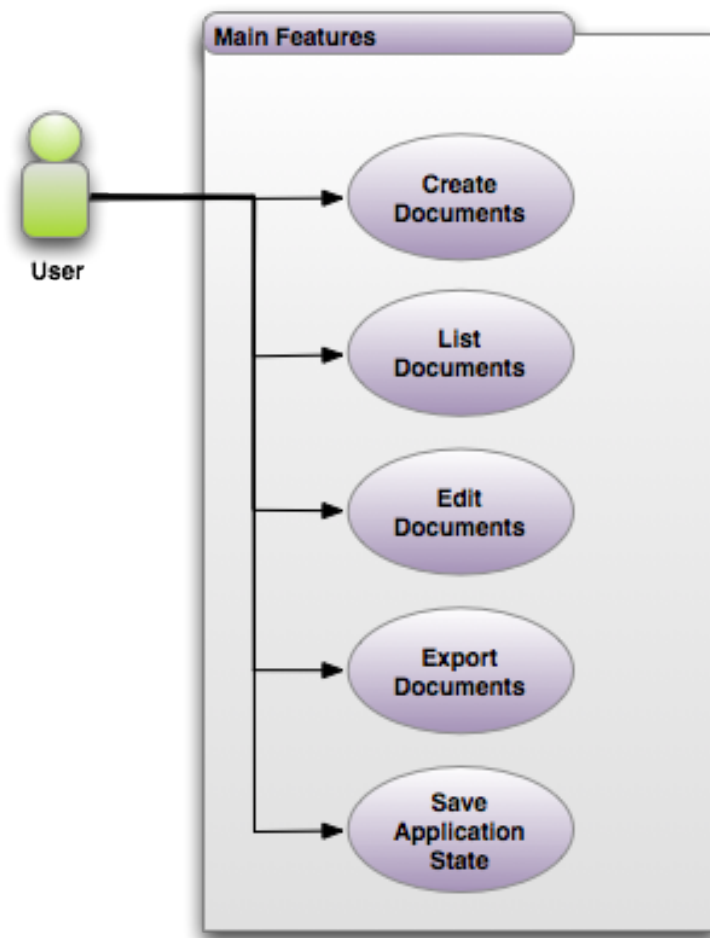 Main Features
User
Create
Documents
List
Documents
Edit
Documents
Export
Documents
Save
Application
State